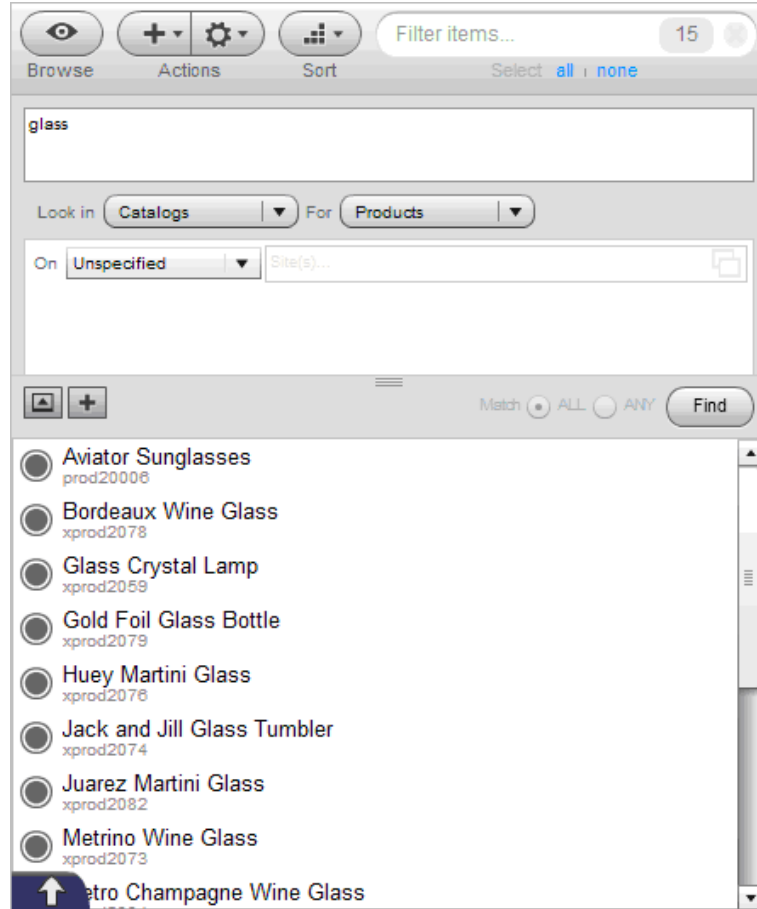 Filter items... 15
Browse Actions Sort Select all none
glass
Look in Catalogs For Products
On Unspecified Site(s)...
Match ALL ANY Find
Aviator Sunglasses
prod20006
Bordeaux Wine Glass
xprod2078
Glass Crystal Lamp
xprod2059
Gold Foil Glass Bottle
xprod2079
Huey Martini Glass
xprod2076
Jack and Jill Glass Tumbler
xprod2074
Juarez Martini Glass
xprod2082
Metrino Wine Glass
xprod2073
Champagne Wine Glass